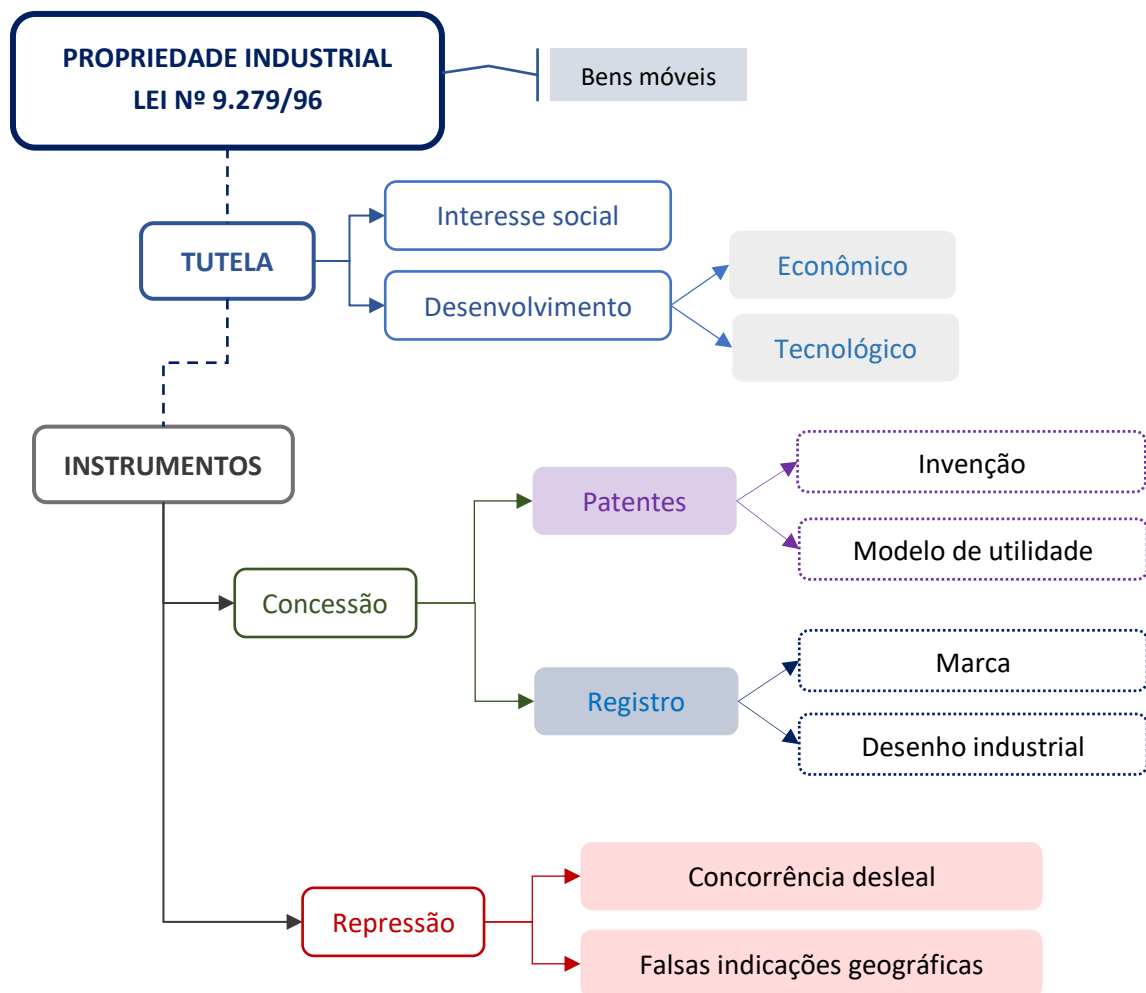 PROPRIEDADE INDUSTRIAL
LEI Nº 9.279/96
Bens móveis
TUTELA
Interesse social
Desenvolvimento
Econômico
Tecnológico
INSTRUMENTOS
Concessão
Patentes
Invenção
Modelo de utilidade
Registro
Marca
Desenho industrial
Repressão
Concorrência desleal
Falsas indicações geográficas